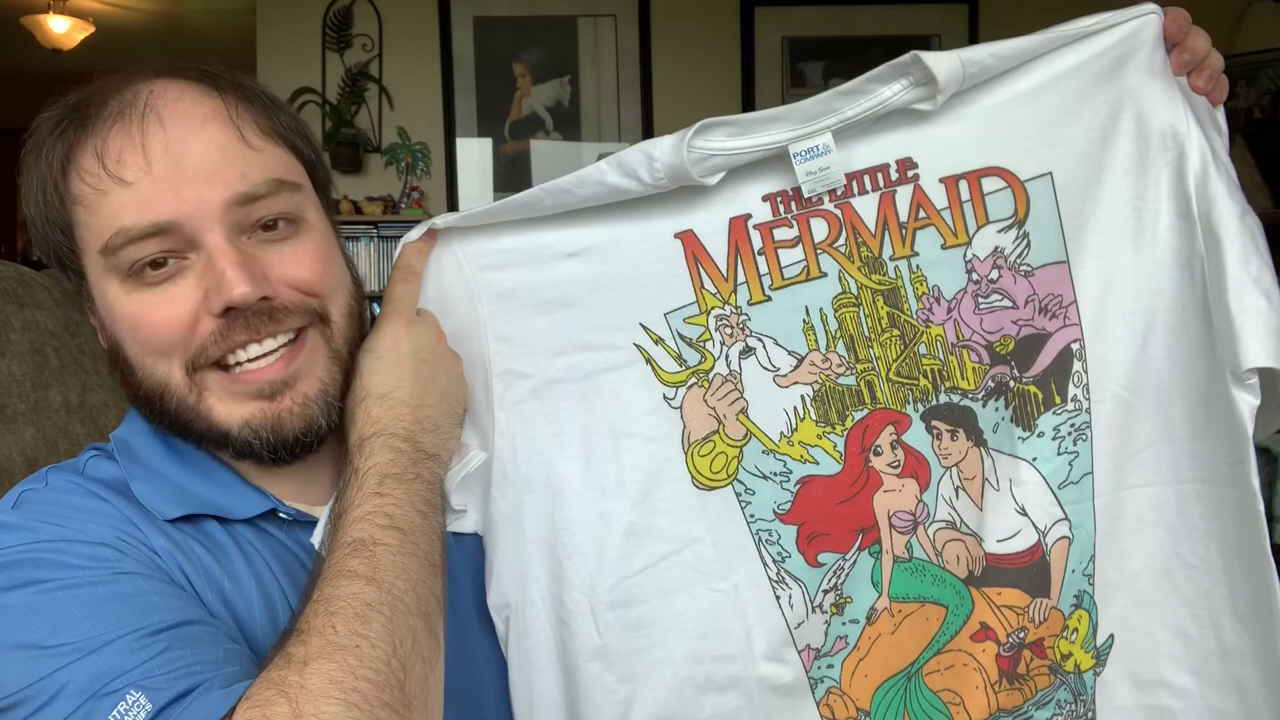 PORT &
COMPANY
THE LITTLE
MERMAID